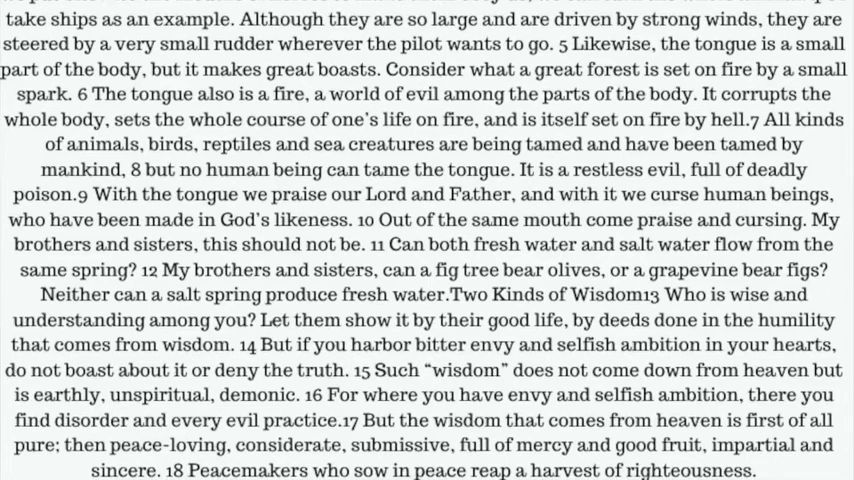 take ships as an example. Although they are so large and are driven by strong winds, they are
steered by a very small rudder wherever the pilot wants to go. 5 Likewise, the tongue is a small
part of the body, but it makes great boasts. Consider what a great forest is set on fire by a small
spark. 6 The tongue also is a fire, a world of evil among the parts of the body. It corrupts the
whole body, sets the whole course of one’s life on fire, and is itself set on fire by hell.7 All kinds
of animals, birds, reptiles and sea creatures are being tamed and have been tamed by
mankind, 8 but no human being can tame the tongue. It is a restless evil, full of deadly
poison.9 With the tongue we praise our Lord and Father, and with it we curse human beings,
who have been made in God’s likeness. 10 Out of the same mouth come praise and cursing. My
brothers and sisters, this should not be. 11 Can both fresh water and salt water flow from the
same spring? 12 My brothers and sisters, can a fig tree bear olives, or a grapevine bear figs?
Neither can a salt spring produce fresh water.Two Kinds of Wisdom13 Who is wise and
understanding among you? Let them show it by their good life, by deeds done in the humility
that comes from wisdom. 14 But if you harbor bitter envy and selfish ambition in your hearts,
do not boast about it or deny the truth. 15 Such “wisdom” does not come down from heaven but
is earthly, unspiritual, demonic. 16 For where you have envy and selfish ambition, there you
find disorder and every evil practice.17 But the wisdom that comes from heaven is first of all
pure; then peace-loving, considerate, submissive, full of mercy and good fruit, impartial and
sincere. 18 Peacemakers who sow in peace reap a harvest of righteousness.